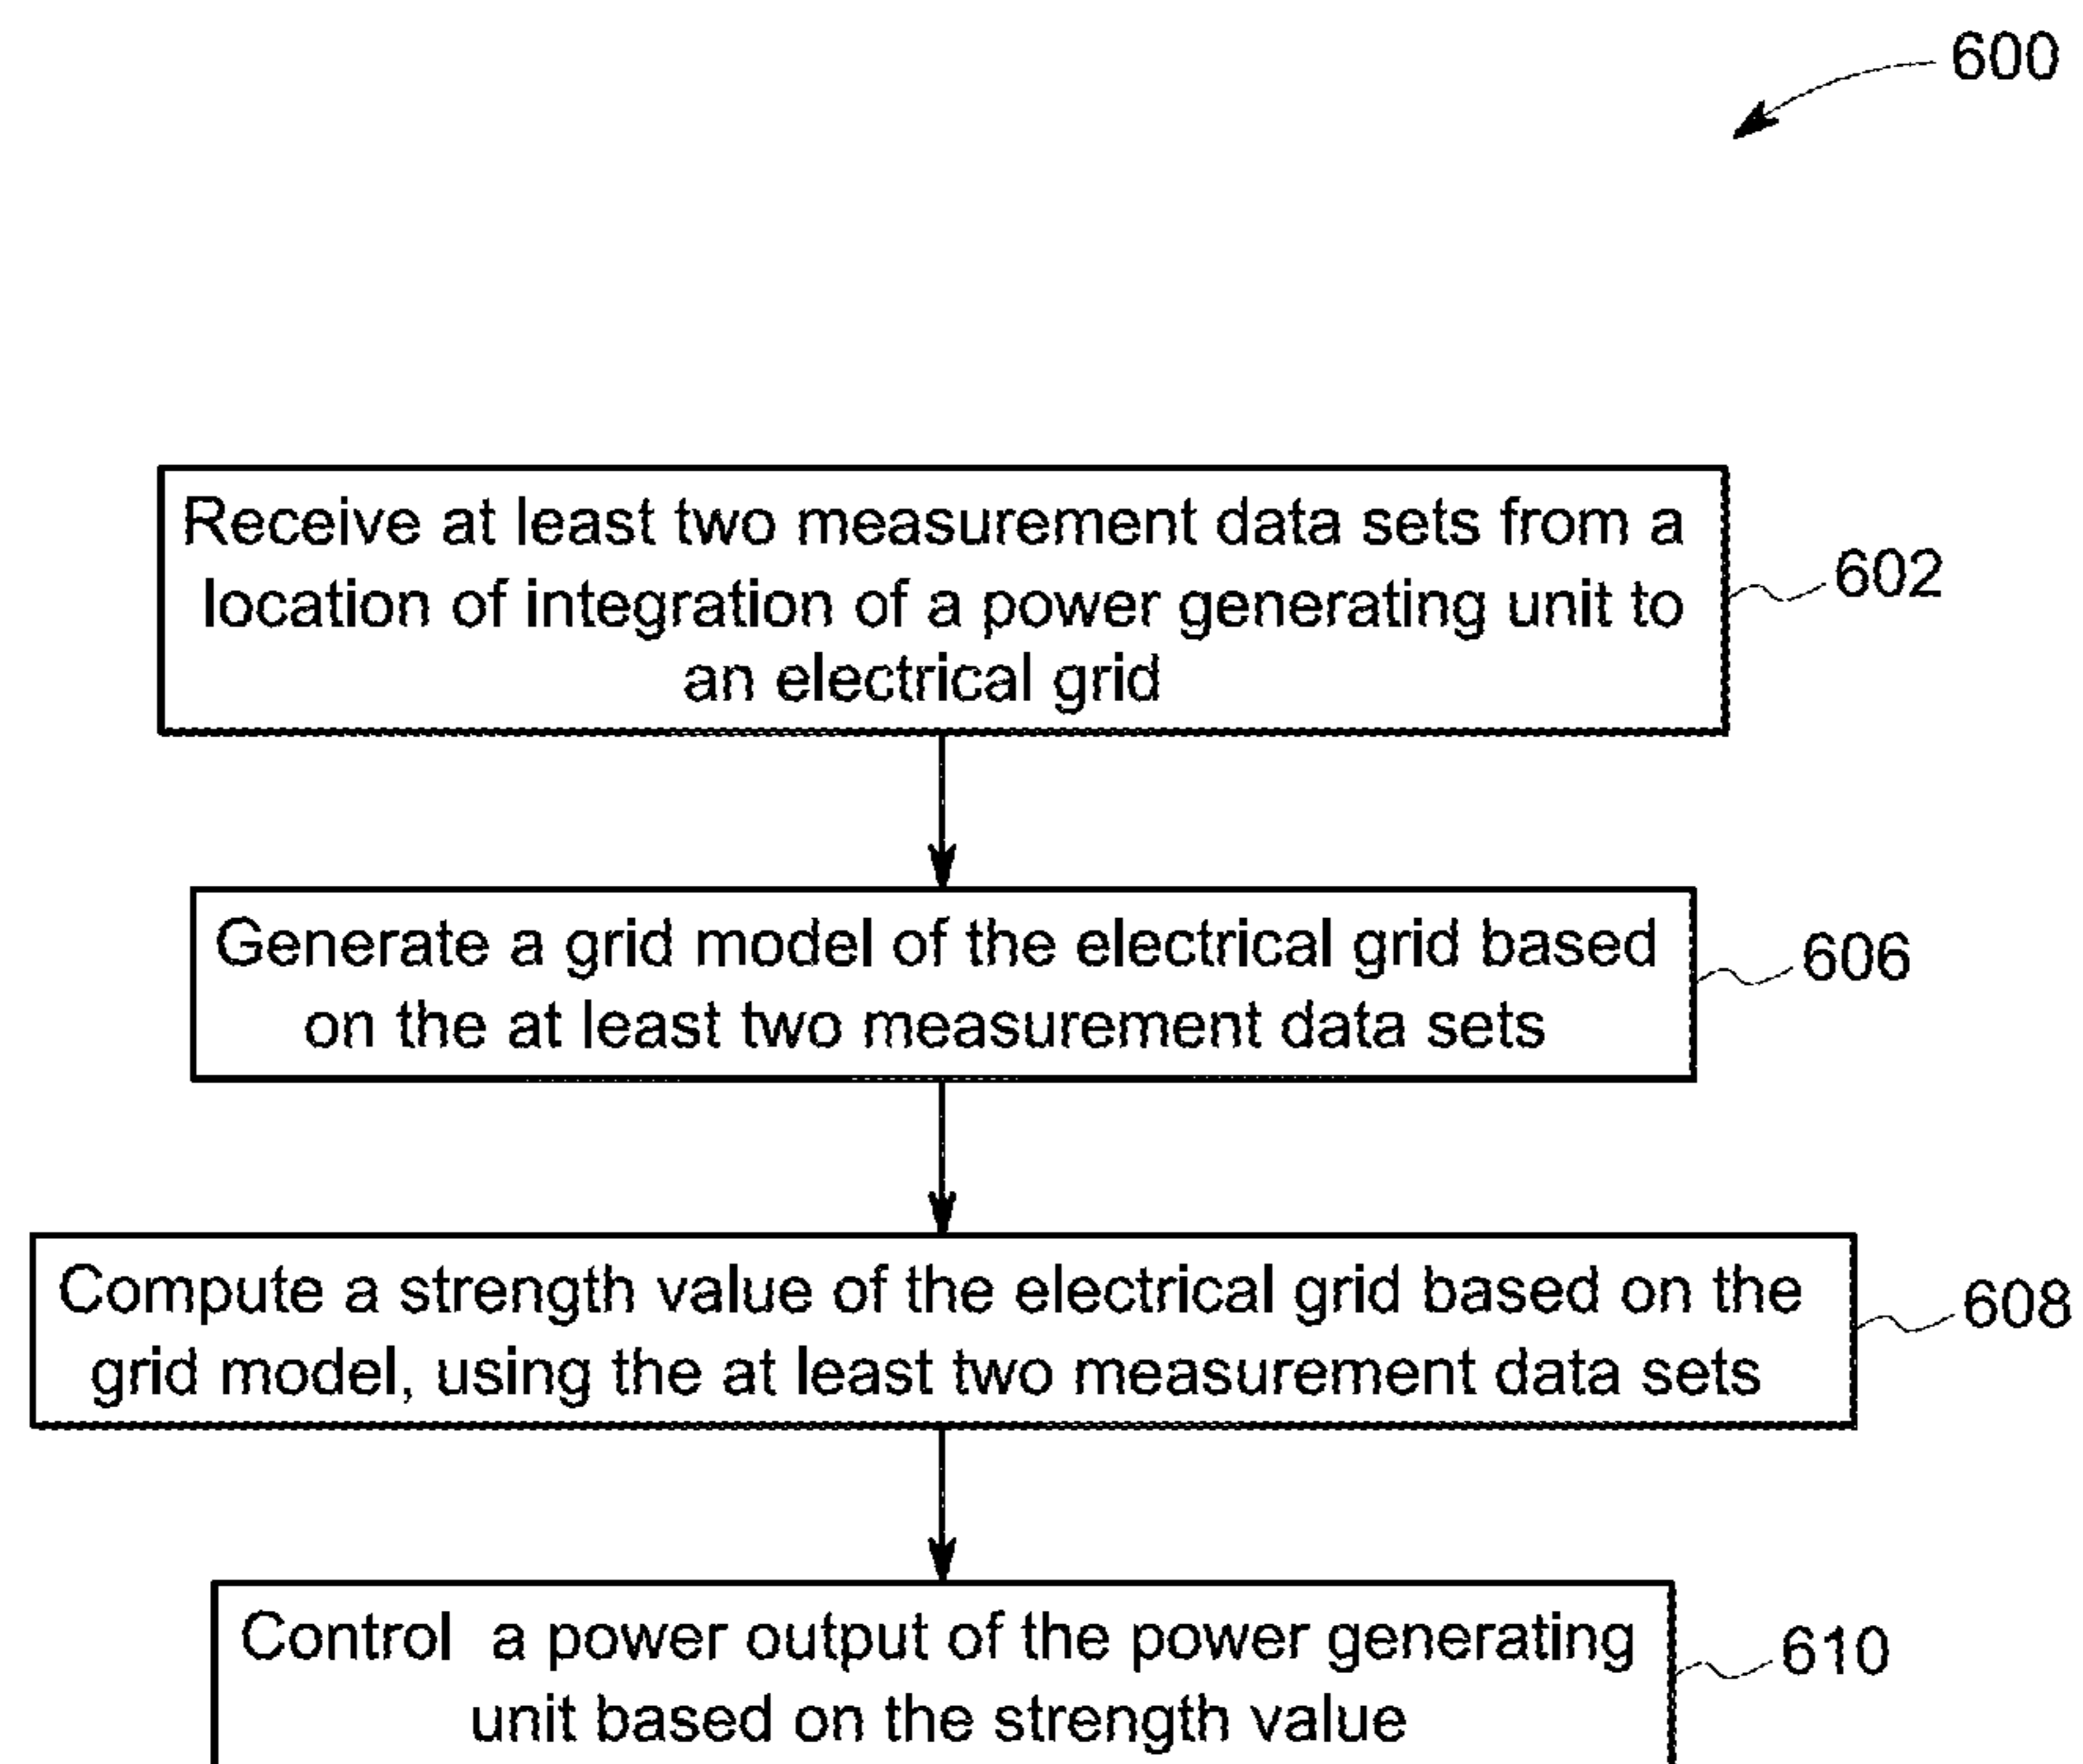 600
Receive at least two measurement data sets from a
location of integration of a power generating unit to
an electrical grid
602
Generate a grid model of the electrical grid based
on the at least two measurement data sets
606
Compute a strength value of the electrical grid based on the
grid model, using the at least two measurement data sets
608
Control a power output of the power generating
unit based on the strength value
610